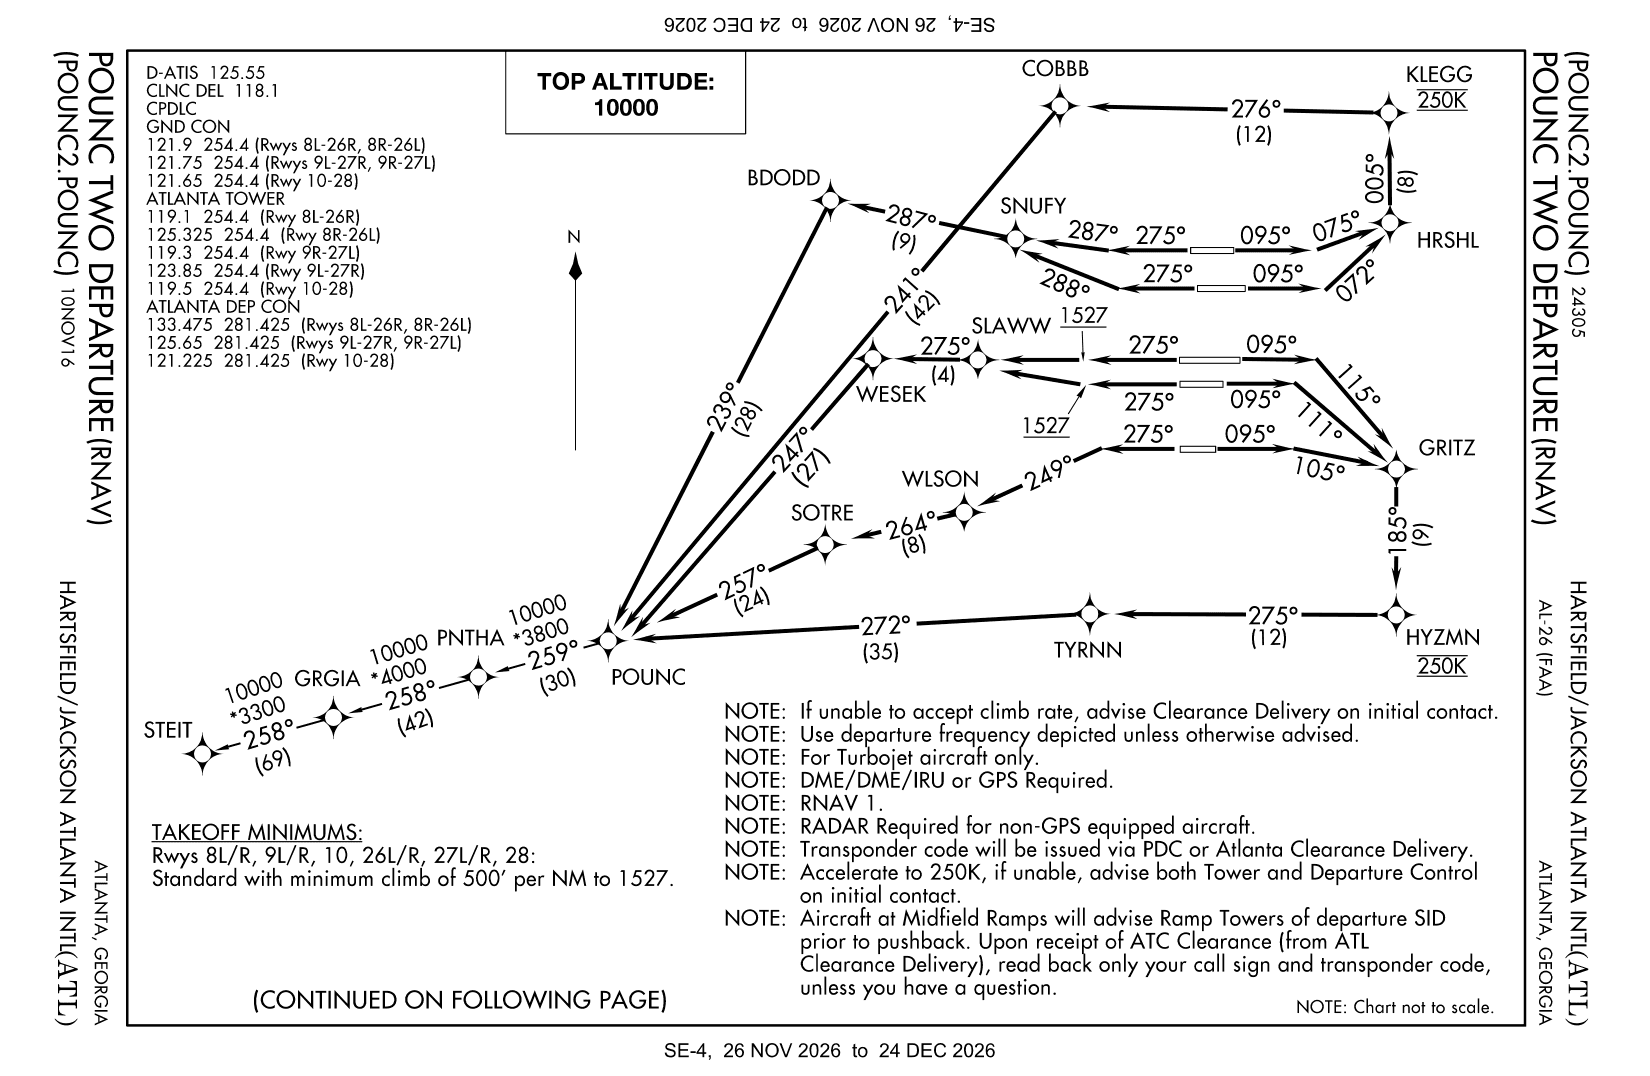 SE-4, 26 NOV 2026 to 24 DEC 2026
(POUNC2.POUNC) 10NOV16
POUNC TWO DEPARTURE (RNAV)
HARTSFIELD/JACKSON ATLANTA INTL(ATL)
ATLANTA, GEORGIA
D-ATIS 125.55
CLNC DEL 118.1
CPDLC
GND CON
121.9 254.4 (Rwys 8L-26R, 8R-26L)
121.75 254.4 (Rwys 9L-27R, 9R-27L)
121.65 254.4 (Rwy 10-28)
ATLANTA TOWER
119.1 254.4 (Rwy 8L-26R)
125.325 254.4 (Rwy 8R-26L)
119.3 254.4 (Rwy 9R-27L)
123.85 254.4 (Rwy 9L-27R)
119.5 254.4 (Rwy 10-28)
ATLANTA DEP CON
133.475 281.425 (Rwys 8L-26R, 8R-26L)
125.65 281.425 (Rwys 9L-27R, 9R-27L)
121.225 281.425 (Rwy 10-28)
TOP ALTITUDE:
10000
N
COBBB
276°
(12)
KLEGG
250K
005°
(8)
HRSHL
BDODD
287°
(9)
SNUFY
287°
275°
095°
075°
288°
275°
095°
072°
241°
(42)
SLAWW
1527
275°
(4)
275°
095°
115°
WESEK
1527
275°
095°
111°
239°
(28)
247°
(27)
275°
095°
105°
GRITZ
249°
WLSON
264°
(8)
SOTRE
257°
(24)
185°
(9)
HYZMN
250K
275°
(12)
TYRNN
272°
(35)
POUNC
10000
*3800
259°
(30)
PNTHA
10000
*4000
258°
(42)
GRGIA
10000
*3300
258°
(69)
STEIT
TAKEOFF MINIMUMS:
Rwys 8L/R, 9L/R, 10, 26L/R, 27L/R, 28:
Standard with minimum climb of 500' per NM to 1527.
(CONTINUED ON FOLLOWING PAGE)
NOTE: If unable to accept climb rate, advise Clearance Delivery on initial contact.
NOTE: Use departure frequency depicted unless otherwise advised.
NOTE: For Turbojet aircraft only.
NOTE: DME/DME/IRU or GPS Required.
NOTE: RNAV 1.
NOTE: RADAR Required for non-GPS equipped aircraft.
NOTE: Transponder code will be issued via PDC or Atlanta Clearance Delivery.
NOTE: Accelerate to 250K, if unable, advise both Tower and Departure Control
on initial contact.
NOTE: Aircraft at Midfield Ramps will advise Ramp Towers of departure SID
prior to pushback. Upon receipt of ATC Clearance (from ATL
Clearance Delivery), read back only your call sign and transponder code,
unless you have a question.
NOTE: Chart not to scale.
(POUNC2.POUNC) 24305
POUNC TWO DEPARTURE (RNAV)
AL-26 (FAA)
HARTSFIELD/JACKSON ATLANTA INTL(ATL)
ATLANTA, GEORGIA
SE-4, 26 NOV 2026 to 24 DEC 2026